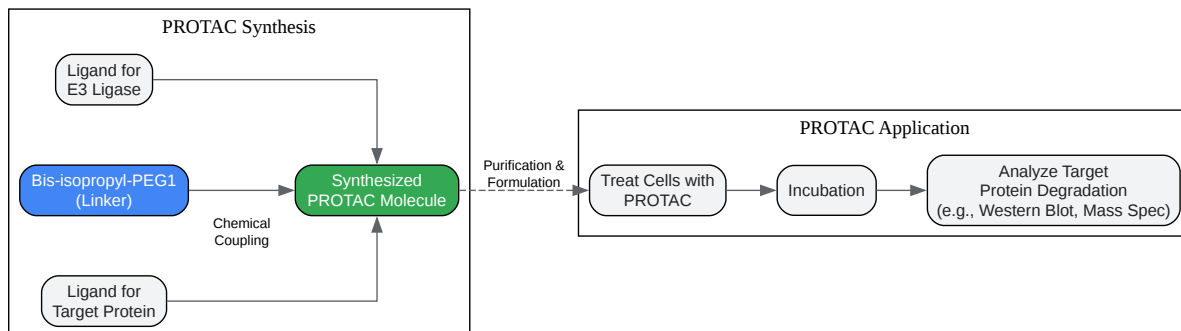 PROTAC Synthesis
Ligand for
E3 Ligase
Bis-isopropyl-PEG1
(Linker)
Chemical
Coupling
Synthesized
PROTAC Molecule
Ligand for
Target Protein
Purification &
Formulation
PROTAC Application
Treat Cells with
PROTAC
Incubation
Analyze Target
Protein Degradation
(e.g., Western Blot, Mass Spec)